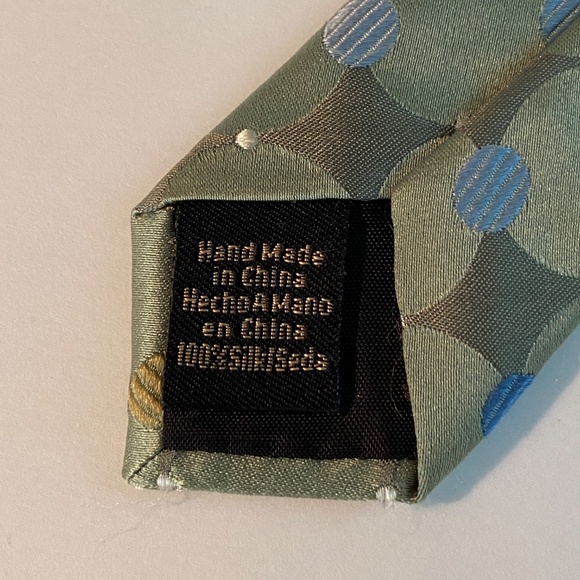 Hand Made
in China
Hecho A Mano
en China
100% Silk/Seda